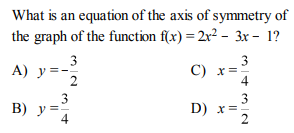 What is an equation of the axis of symmetry of
the graph of the function f(x) = 2x² – 3x – 1?
A) y = -3/2
C) x = 3/4
B) y = 3/4
D) x = 3/2